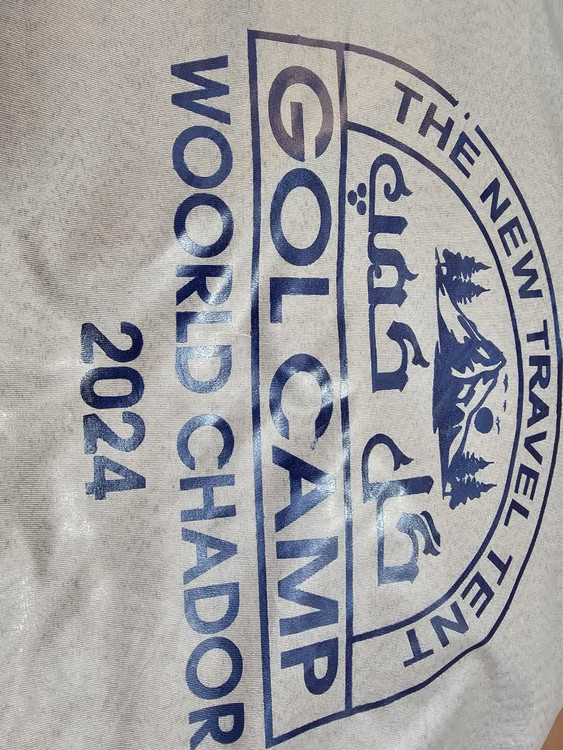 THE NEW TRAVEL TENT
گل کمپ
GOL CAMP
WOORLD CHADOR
2024